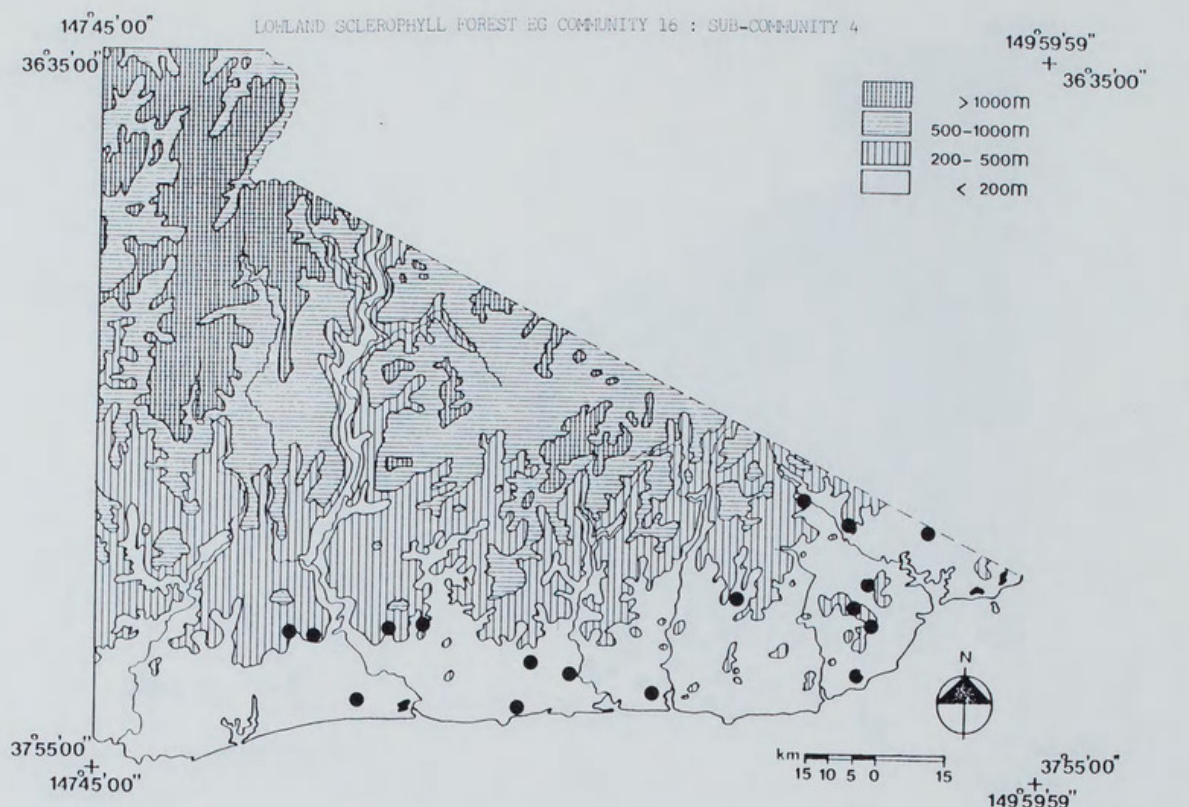 LOWLAND SCLEROPHYLL FOREST EG COMMUNITY 16 : SUB-COMMUNITY 4
147°45'00"
36°35'00"
149°59'59"
36°35'00"
> 1000m
500-1000m
200- 500m
< 200m
N
37°55'00"
147°45'00"
km
15 10 5 0 15
37°55'00"
149°59'59"